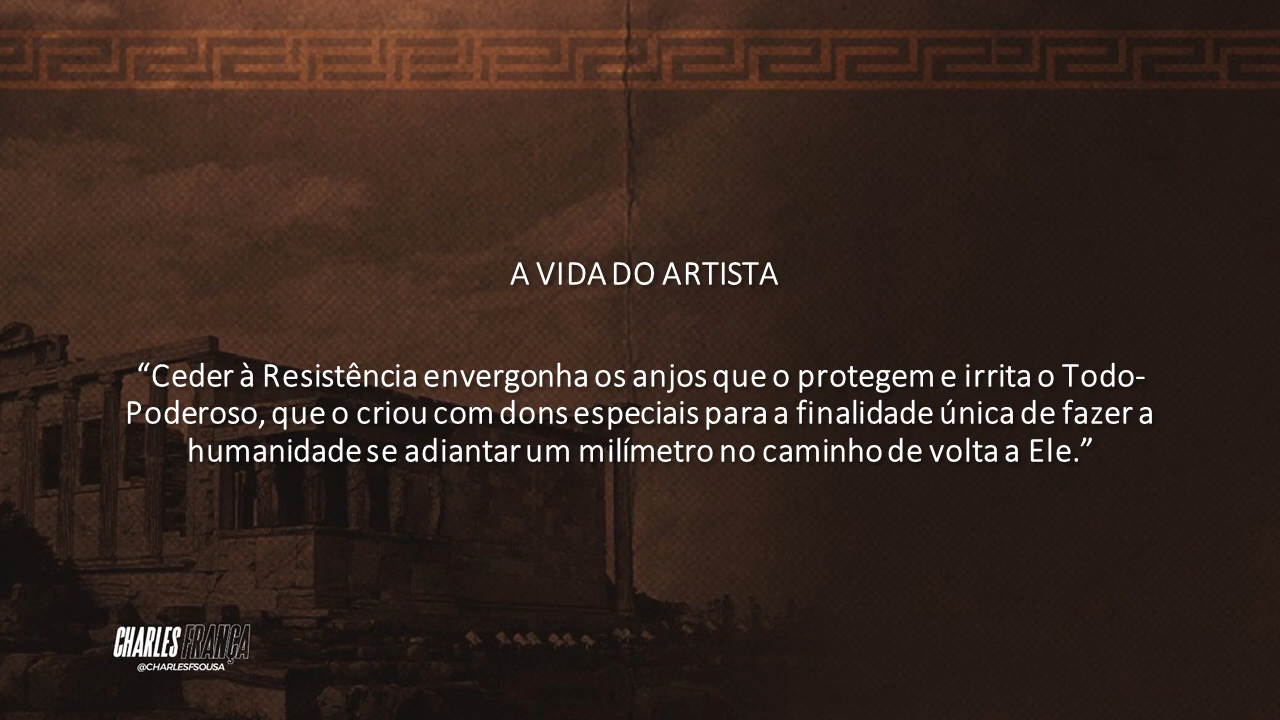 A VIDA DO ARTISTA
“Ceder à Resistência envergonha os anjos que o protegem e irrita o Todo-
Poderoso, que o criou com dons especiais para a finalidade única de fazer a
humanidade se adiantar um milímetro no caminho de volta a Ele.”
CHARLES FRANÇA
@CHARLESFSOUSA